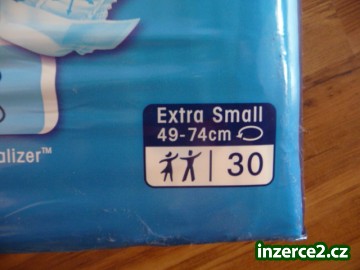 Extra Small
49-74cm
alizer™
30
inzerce2.cz